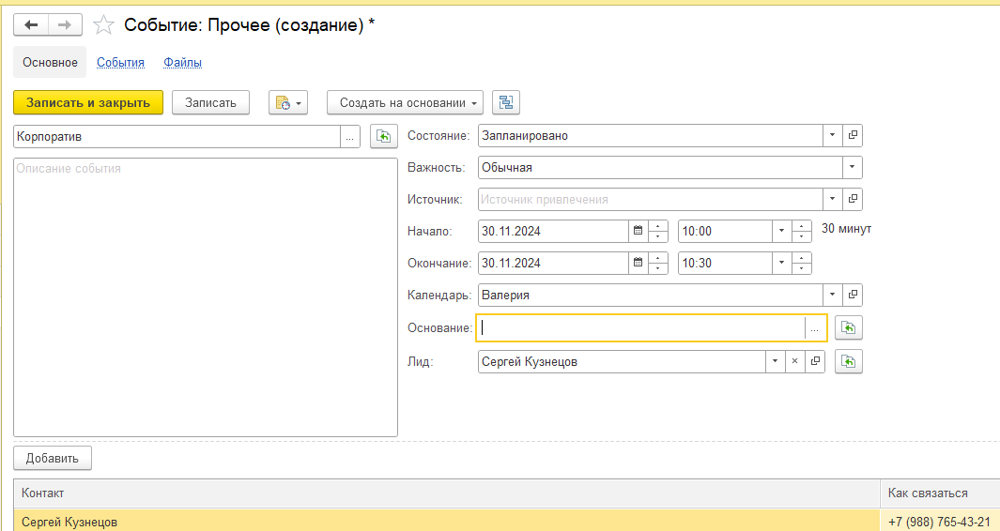 Событие: Прочее (создание) *
Основное События Файлы
Записать и закрыть Записать Создать на основании
Корпоратив ...
Описание события
Состояние: Запланировано
Важность: Обычная
Источник: Источник привлечения
Начало: 30.11.2024 10:00 30 минут
Окончание: 30.11.2024 10:30
Календарь: Валерия
Основание: ...
Лид: Сергей Кузнецов
Добавить
Контакт Как связаться
Сергей Кузнецов +7 (988) 765-43-21